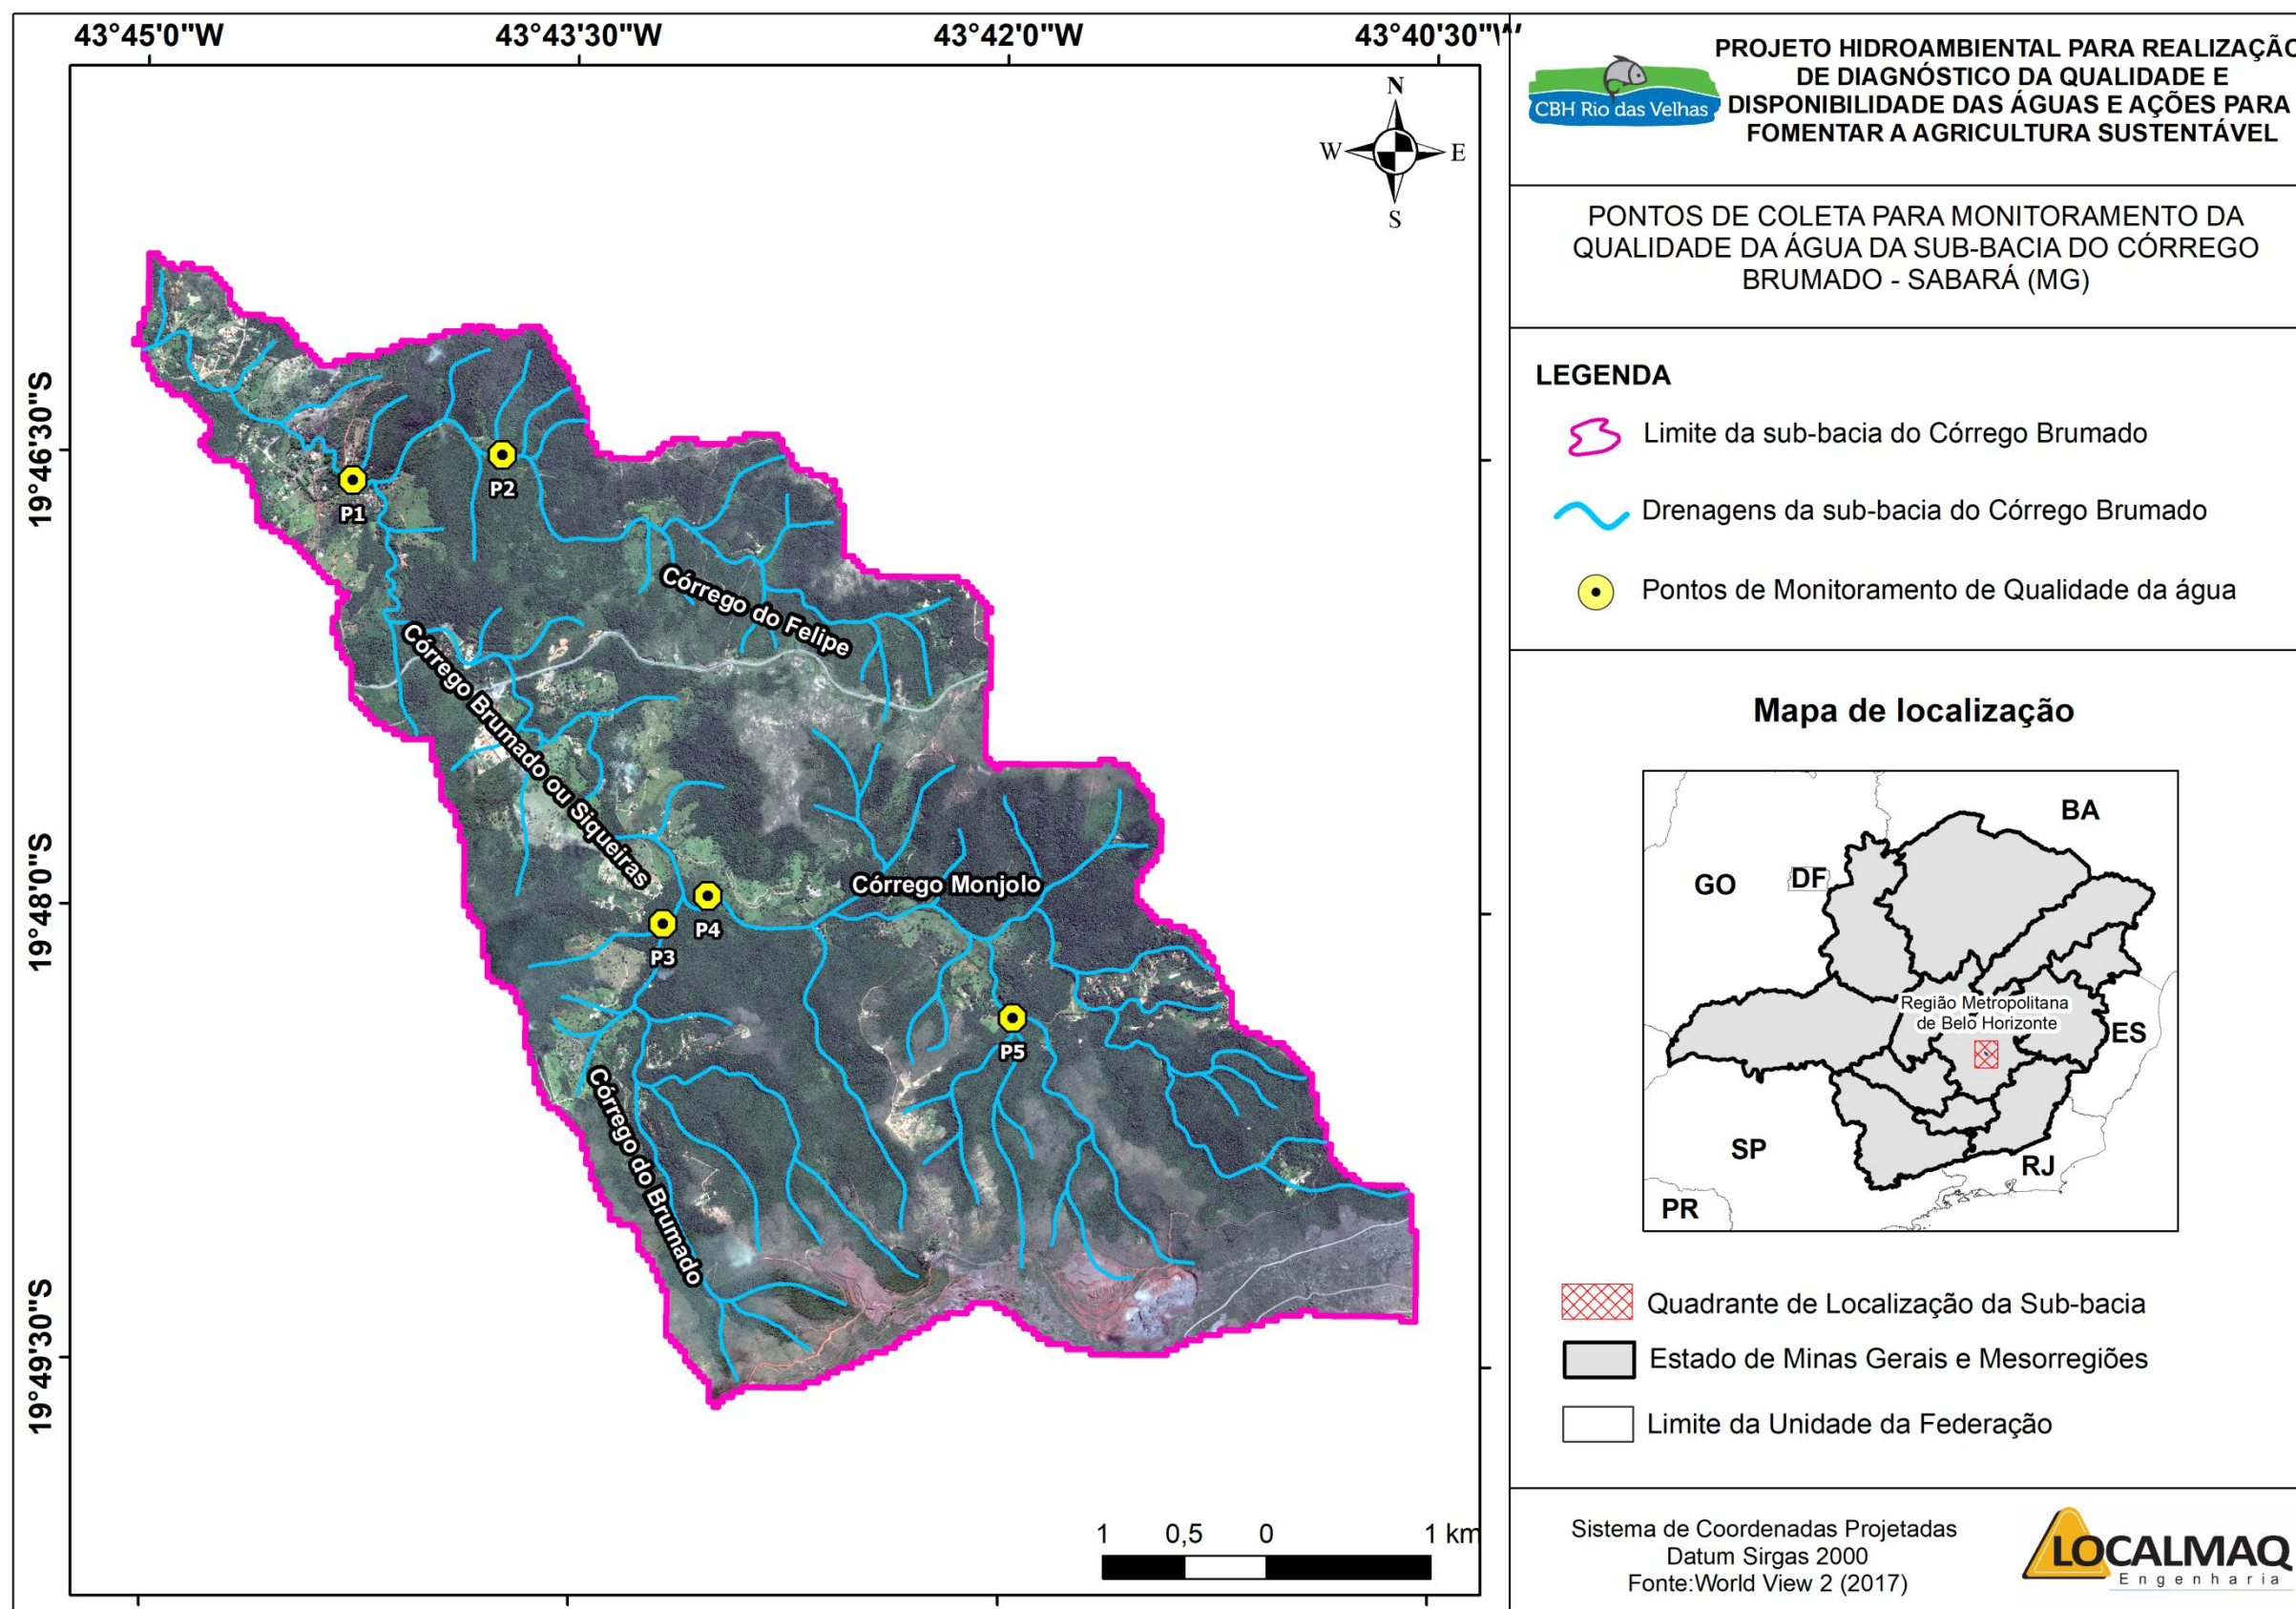 43°45'0"W
43°43'30"W
43°42'0"W
43°40'30"W
19°46'30"S
19°48'0"S
19°49'30"S
N
W
E
S
P1
P2
Córrego do Felipe
Córrego Brumado ou Siqueiras
Córrego Monjolo
P4
P3
P5
Córrego do Brumado
1 0,5 0 1 km
CBH Rio das Velhas
PROJETO HIDROAMBIENTAL PARA REALIZAÇÃO
DE DIAGNÓSTICO DA QUALIDADE E
DISPONIBILIDADE DAS ÁGUAS E AÇÕES PARA
FOMENTAR A AGRICULTURA SUSTENTÁVEL
PONTOS DE COLETA PARA MONITORAMENTO DA
QUALIDADE DA ÁGUA DA SUB-BACIA DO CÓRREGO
BRUMADO - SABARÁ (MG)
LEGENDA
Limite da sub-bacia do Córrego Brumado
Drenagens da sub-bacia do Córrego Brumado
Pontos de Monitoramento de Qualidade da água
Mapa de localização
BA
GO
DF
Região Metropolitana
de Belo Horizonte
ES
SP
RJ
PR
Quadrante de Localização da Sub-bacia
Estado de Minas Gerais e Mesorregiões
Limite da Unidade da Federação
Sistema de Coordenadas Projetadas
Datum Sirgas 2000
Fonte:World View 2 (2017)
LOCALMAQ
Engenharia